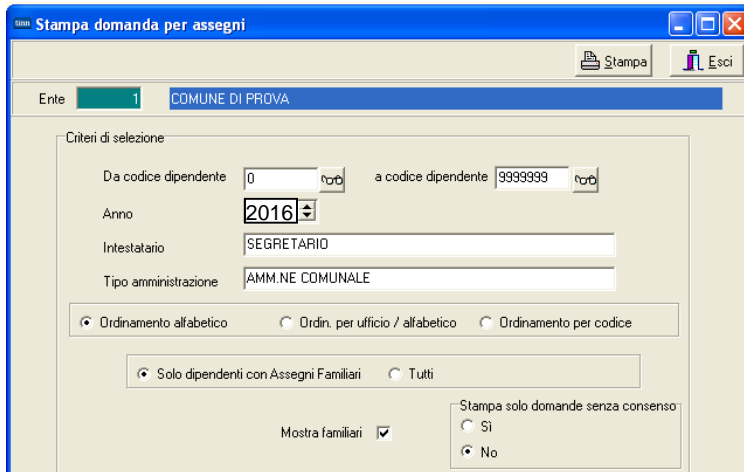 sinn Stampa domanda per assegni
Stampa Esci
Ente 1 COMUNE DI PROVA
Criteri di selezione
Da codice dipendente 0 a codice dipendente 9999999
Anno 2016
Intestatario SEGRETARIO
Tipo amministrazione AMM.NE COMUNALE
Ordinamento alfabetico Ordin. per ufficio / alfabetico Ordinamento per codice
Solo dipendenti con Assegni Familiari Tutti
Stampa solo domande senza consenso
Mostra familiari Sì
No